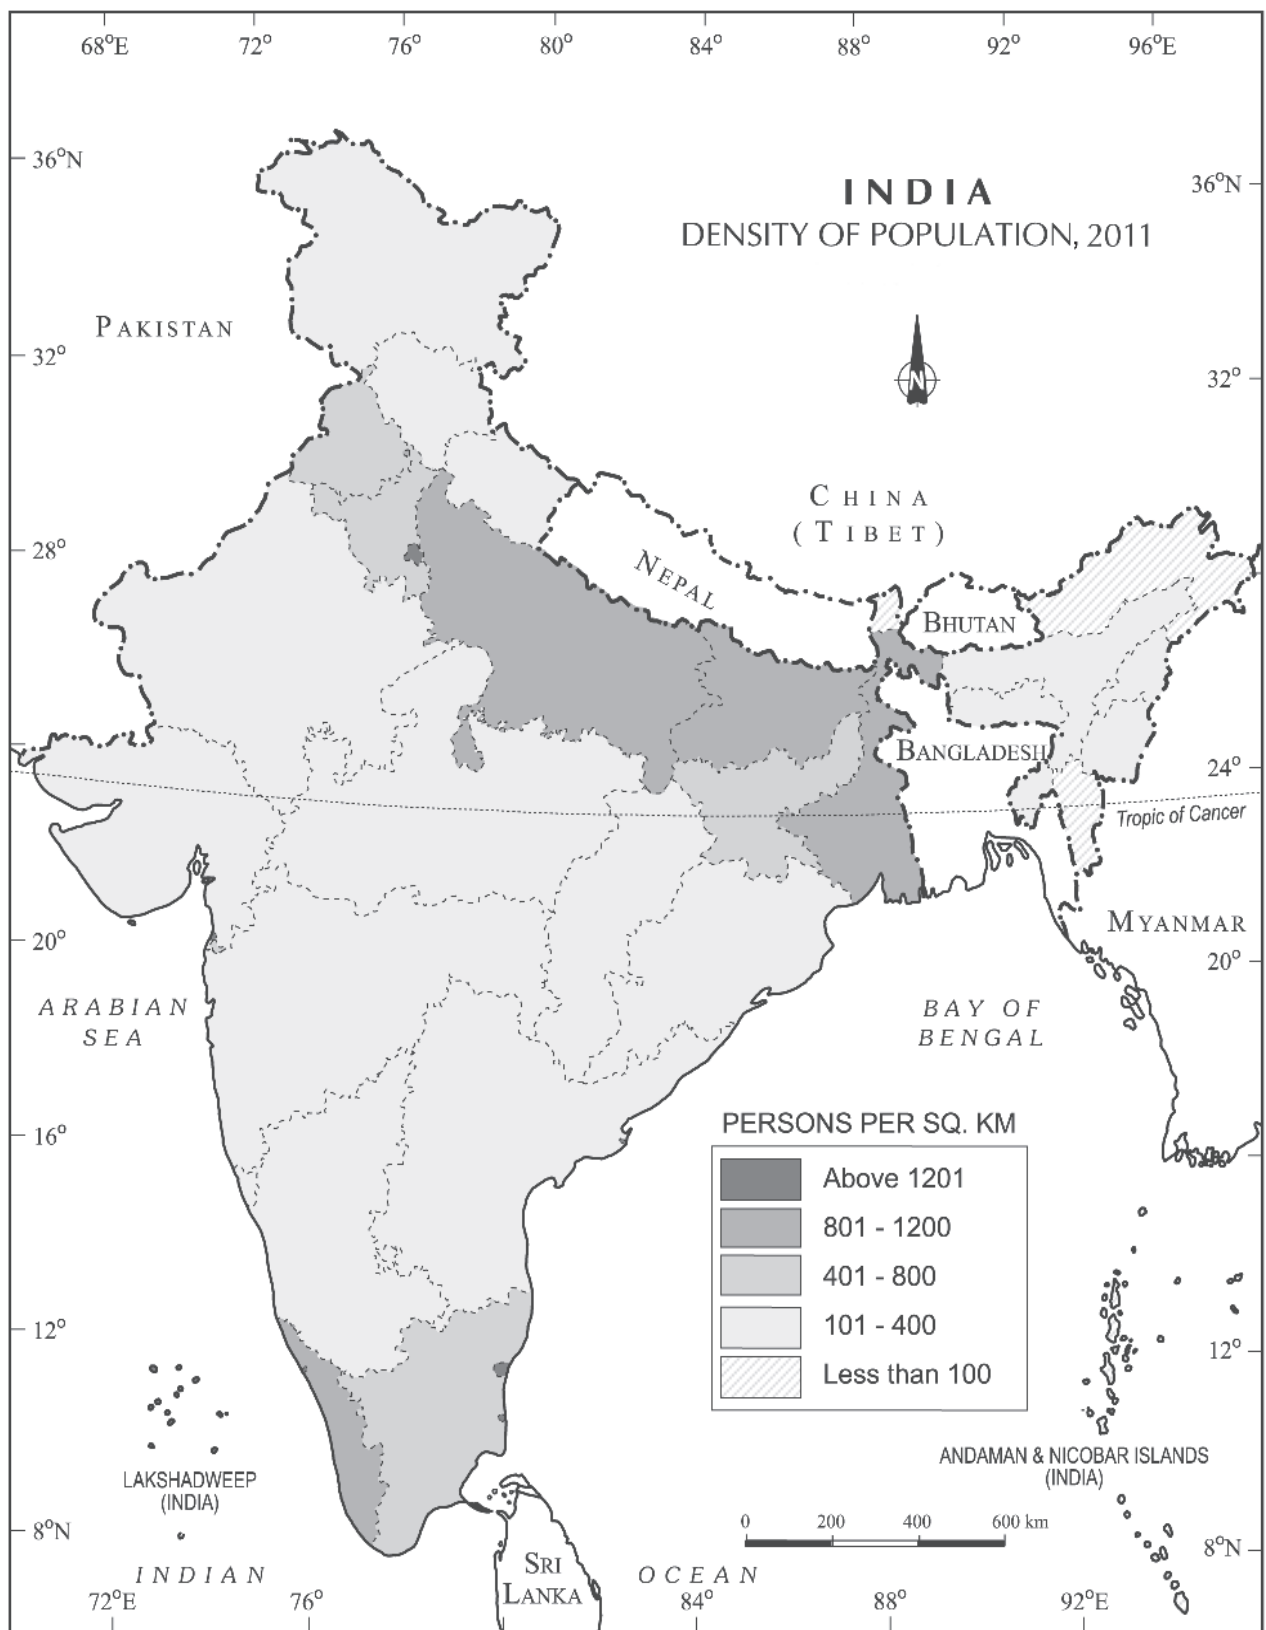 68°E 72° 76° 80° 84° 88° 92° 96°E
36°N
36°N
INDIA
DENSITY OF POPULATION, 2011
PAKISTAN
32°
32°
N
CHINA
(TIBET)
28°
NEPAL
BHUTAN
BANGLADESH
24°
Tropic of Cancer
MYANMAR
20°
20°
ARABIAN
SEA
BAY OF
BENGAL
16°
PERSONS PER SQ. KM
Above 1201
801 - 1200
401 - 800
101 - 400
Less than 100
12°
12°
LAKSHADWEEP
(INDIA)
ANDAMAN & NICOBAR ISLANDS
(INDIA)
0 200 400 600 km
8°N
8°N
SRI
LANKA
INDIAN OCEAN
72°E 76° 84° 88° 92°E